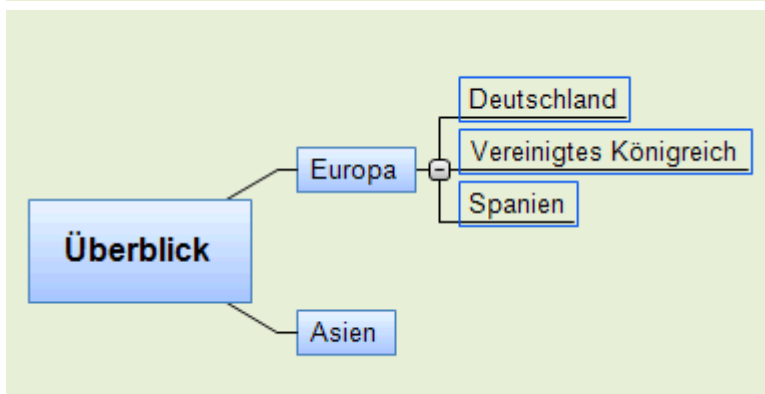 Deutschland
Vereinigtes Königreich
Europa
Spanien
Überblick
Asien